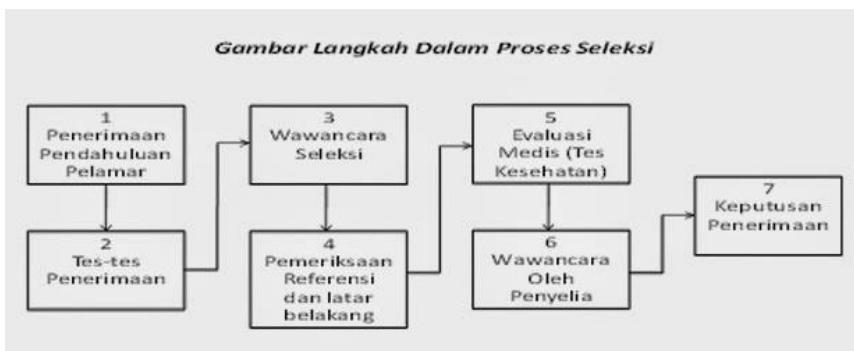 Gambar Langkah Dalam Proses Seleksi
1
Penerimaan
Pendahuluan
Pelamar
2
Tes-tes
Penerimaan
3
Wawancara
Seleksi
4
Pemeriksaan
Referensi
dan latar
belakang
5
Evaluasi
Medis (Tes
Kesehatan)
6
Wawancara
Oleh
Penyelia
7
Keputusan
Penerimaan